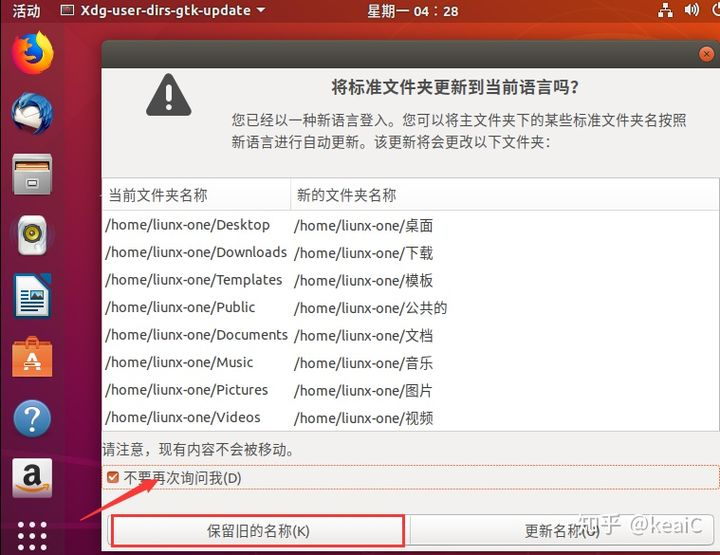 活动 Xdg-user-dirs-gtk-update 星期一 04：28
将标准文件夹更新到当前语言吗？
您已经以一种新语言登入。您可以将主文件夹下的某些标准文件夹名按照
新语言进行自动更新。该更新将会更改以下文件夹：
当前文件夹名称 新的文件夹名称
/home/liunx-one/Desktop /home/liunx-one/桌面
/home/liunx-one/Downloads /home/liunx-one/下载
/home/liunx-one/Templates /home/liunx-one/模板
/home/liunx-one/Public /home/liunx-one/公共的
/home/liunx-one/Documents /home/liunx-one/文档
/home/liunx-one/Music /home/liunx-one/音乐
/home/liunx-one/Pictures /home/liunx-one/图片
/home/liunx-one/Videos /home/liunx-one/视频
请注意，现有内容不会被移动。
不要再次询问我(D)
保留旧的名称(K) 更新名称(U)
知乎 @keaiC